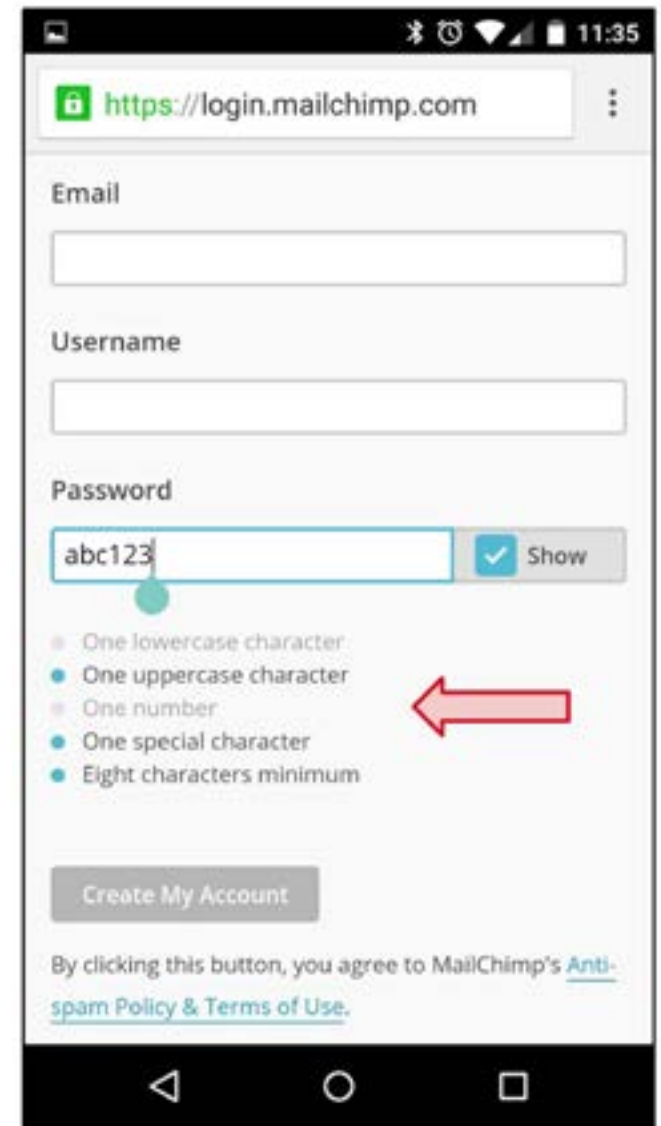 11:35
https://login.mailchimp.com
Email
Username
Password
abc123
Show
One lowercase character
One uppercase character
One number
One special character
Eight characters minimum
Create My Account
By clicking this button, you agree to MailChimp's Anti-
spam Policy & Terms of Use.